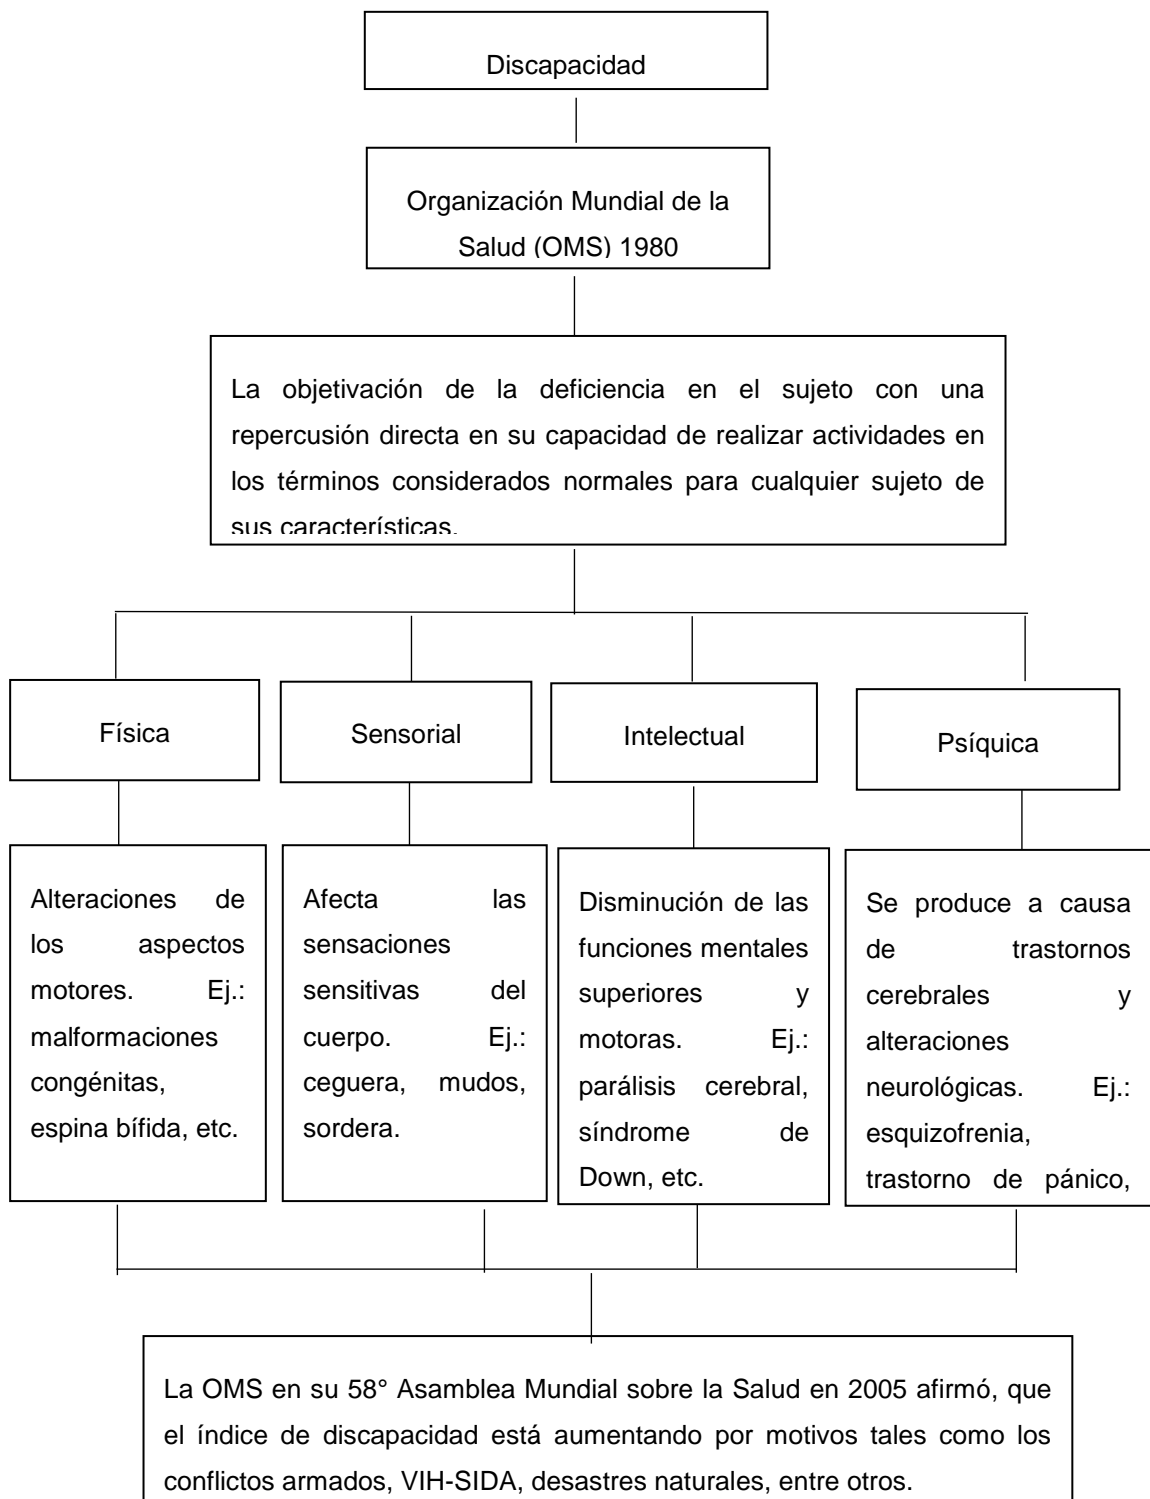 Discapacidad
Organización Mundial de la
Salud (OMS) 1980
La objetivación de la deficiencia en el sujeto con una
repercusión directa en su capacidad de realizar actividades en
los términos considerados normales para cualquier sujeto de
sus características.
Física
Sensorial
Intelectual
Psíquica
Alteraciones de
los aspectos
motores. Ej.:
malformaciones
congénitas,
espina bífida, etc.
Afecta las
sensaciones
sensitivas del
cuerpo. Ej.:
ceguera, mudos,
sordera.
Disminución de las
funciones mentales
superiores y
motoras. Ej.:
parálisis cerebral,
síndrome de
Down, etc.
Se produce a causa
de trastornos
cerebrales y
alteraciones
neurológicas. Ej.:
esquizofrenia,
trastorno de pánico,
La OMS en su 58° Asamblea Mundial sobre la Salud en 2005 afirmó, que
el índice de discapacidad está aumentando por motivos tales como los
conflictos armados, VIH-SIDA, desastres naturales, entre otros.